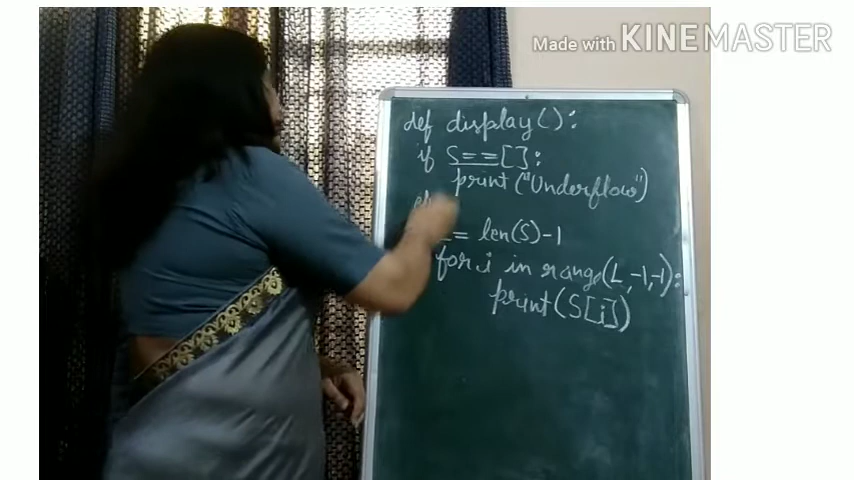 Made with KINEMASTER
def display():
if S==[]:
print("Underflow")
= len(S)-1
for i in range(L,-1,-1):
print(S[i])